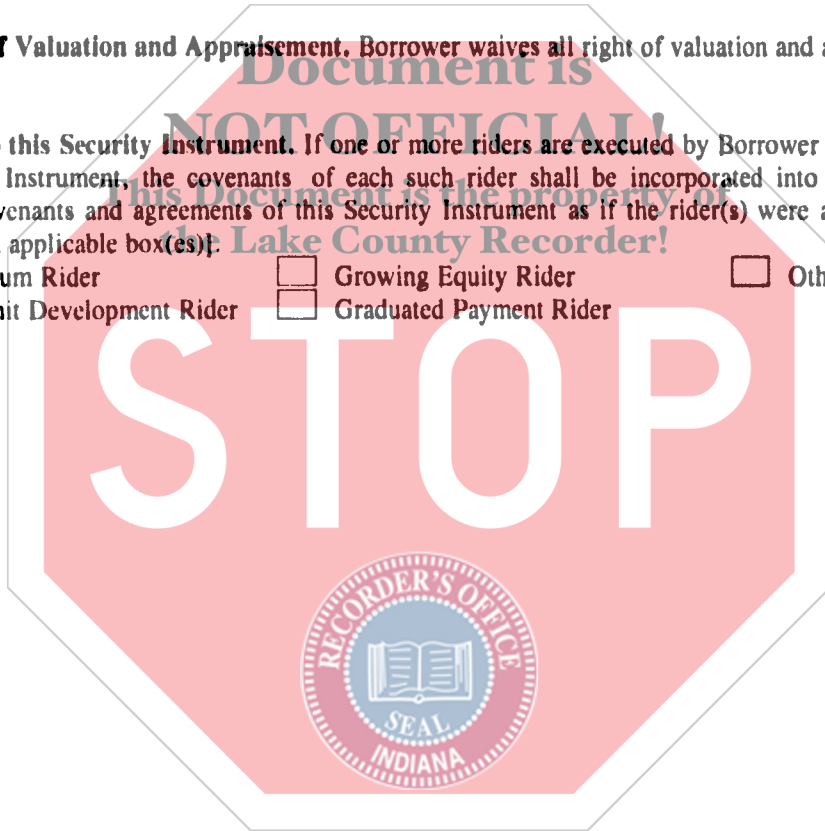 f Valuation and Appraisement. Borrower waives all right of valuation and a
Document is
NOT OFFICIAL!
this Security Instrument. If one or more riders are executed by Borrower
Instrument, the covenants of each such rider shall be incorporated into
This Document is the property of
venants and agreements of this Security Instrument as if the rider(s) were a
the Lake County Recorder!
applicable box(es)].
um Rider Growing Equity Rider Oth
nit Development Rider Graduated Payment Rider
STOP
RECORDER'S OFFICE
SEAL
INDIANA